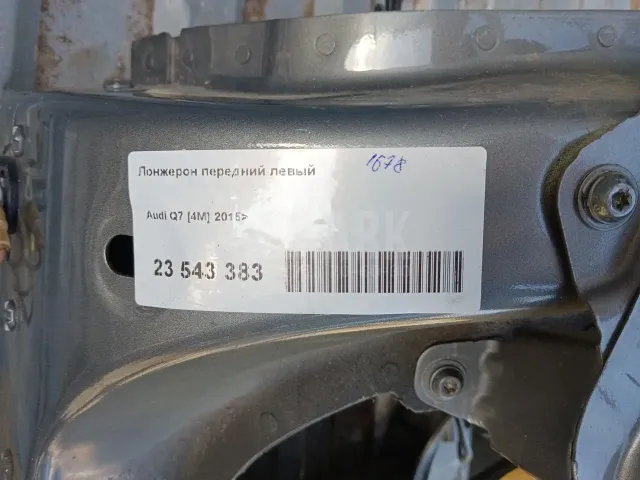 Лонжерон передний левый
1678
Audi Q7 [4M] 2015>
23 543 383